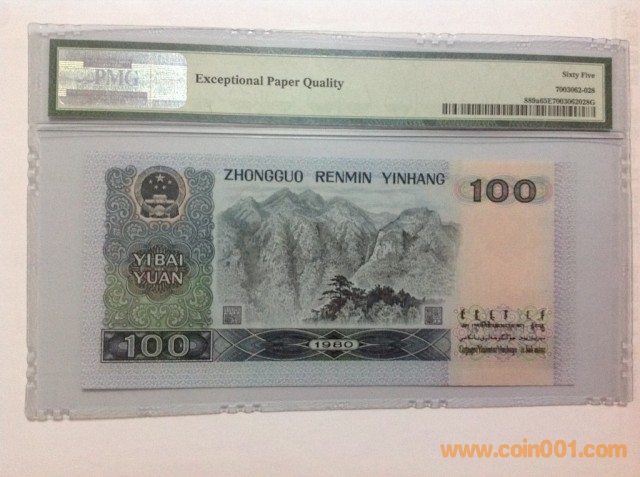 PMG
Exceptional Paper Quality
Sixty Five
7003062-028
888a65E7003062028G
ZHONGGUO RENMIN YINHANG
100
YIBAI
YUAN
100
1980
www.coin001.com